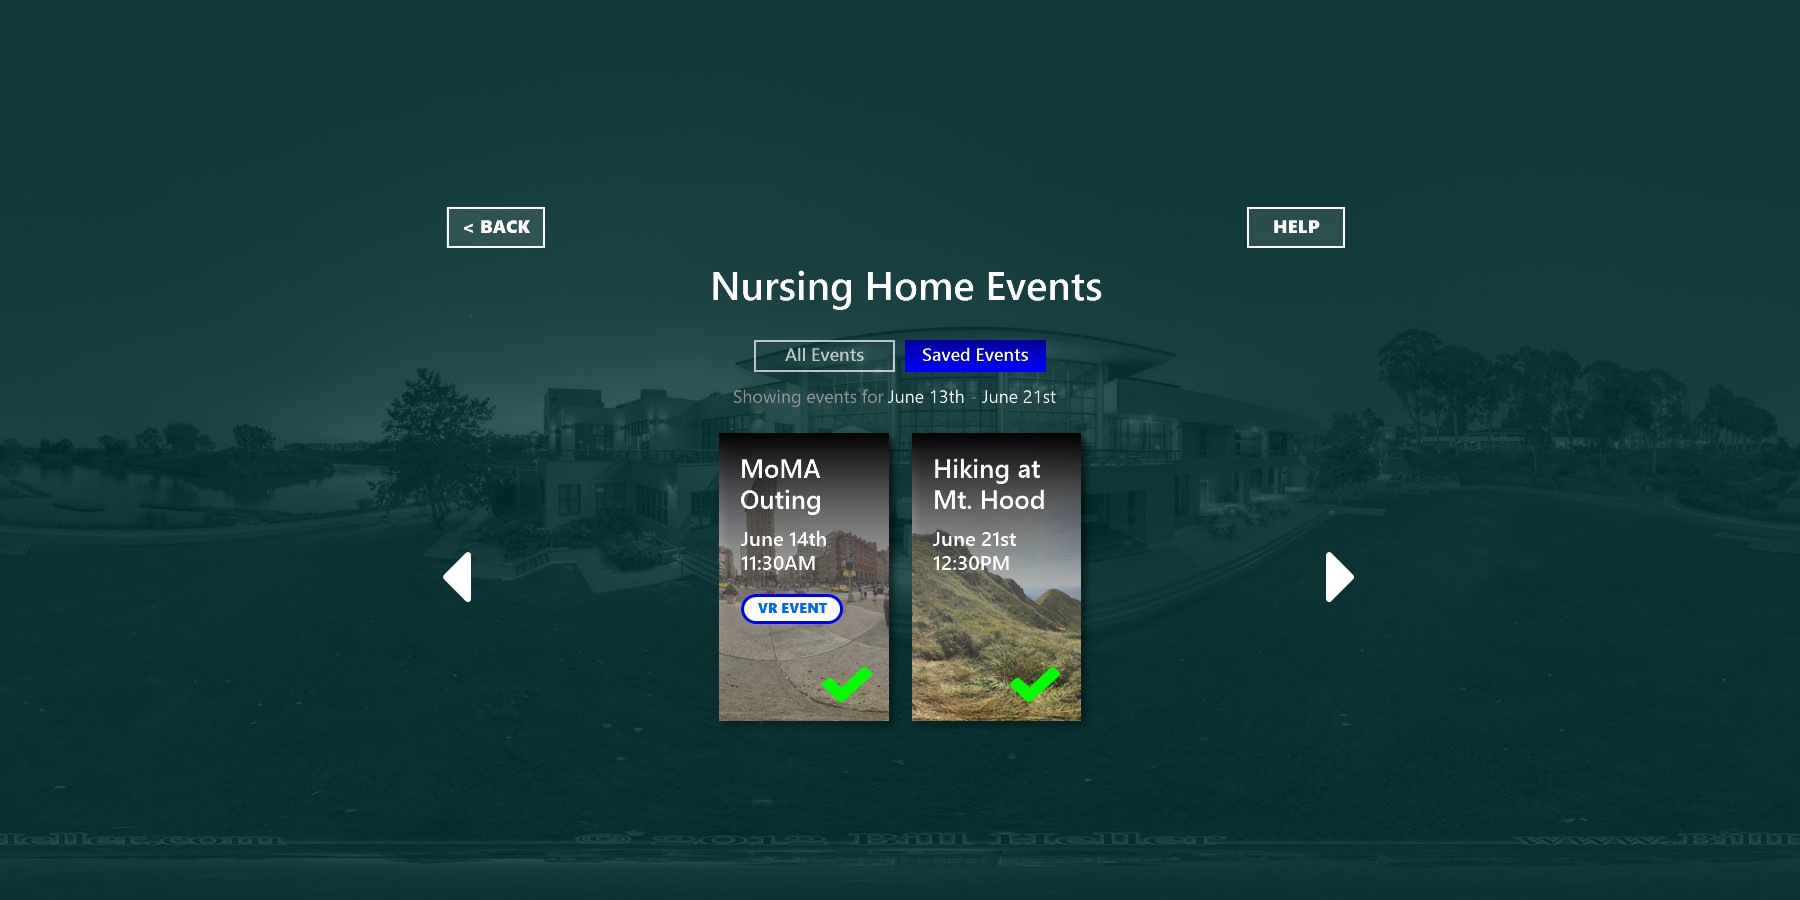 < BACK
HELP
Nursing Home Events
All Events
Saved Events
Showing events for June 13th - June 21st
MoMA
Outing
June 14th
11:30AM
VR EVENT
Hiking at
Mt. Hood
June 21st
12:30PM
Heller.com
© 2012 Bill Heller
www.Bill